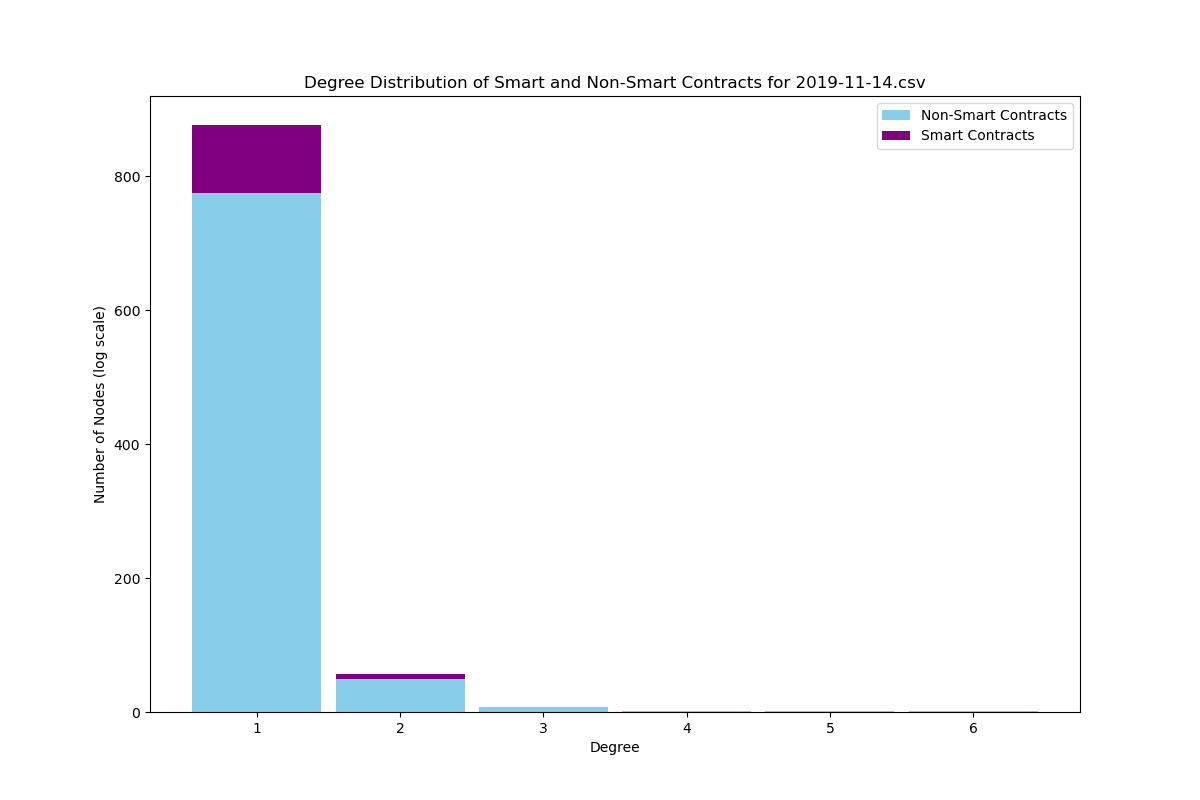 Degree Distribution of Smart and Non-Smart Contracts for 2019-11-14.csv
Non-Smart Contracts
Smart Contracts
Number of Nodes (log scale)
800
600
400
200
0
1 2 3 4 5 6
Degree